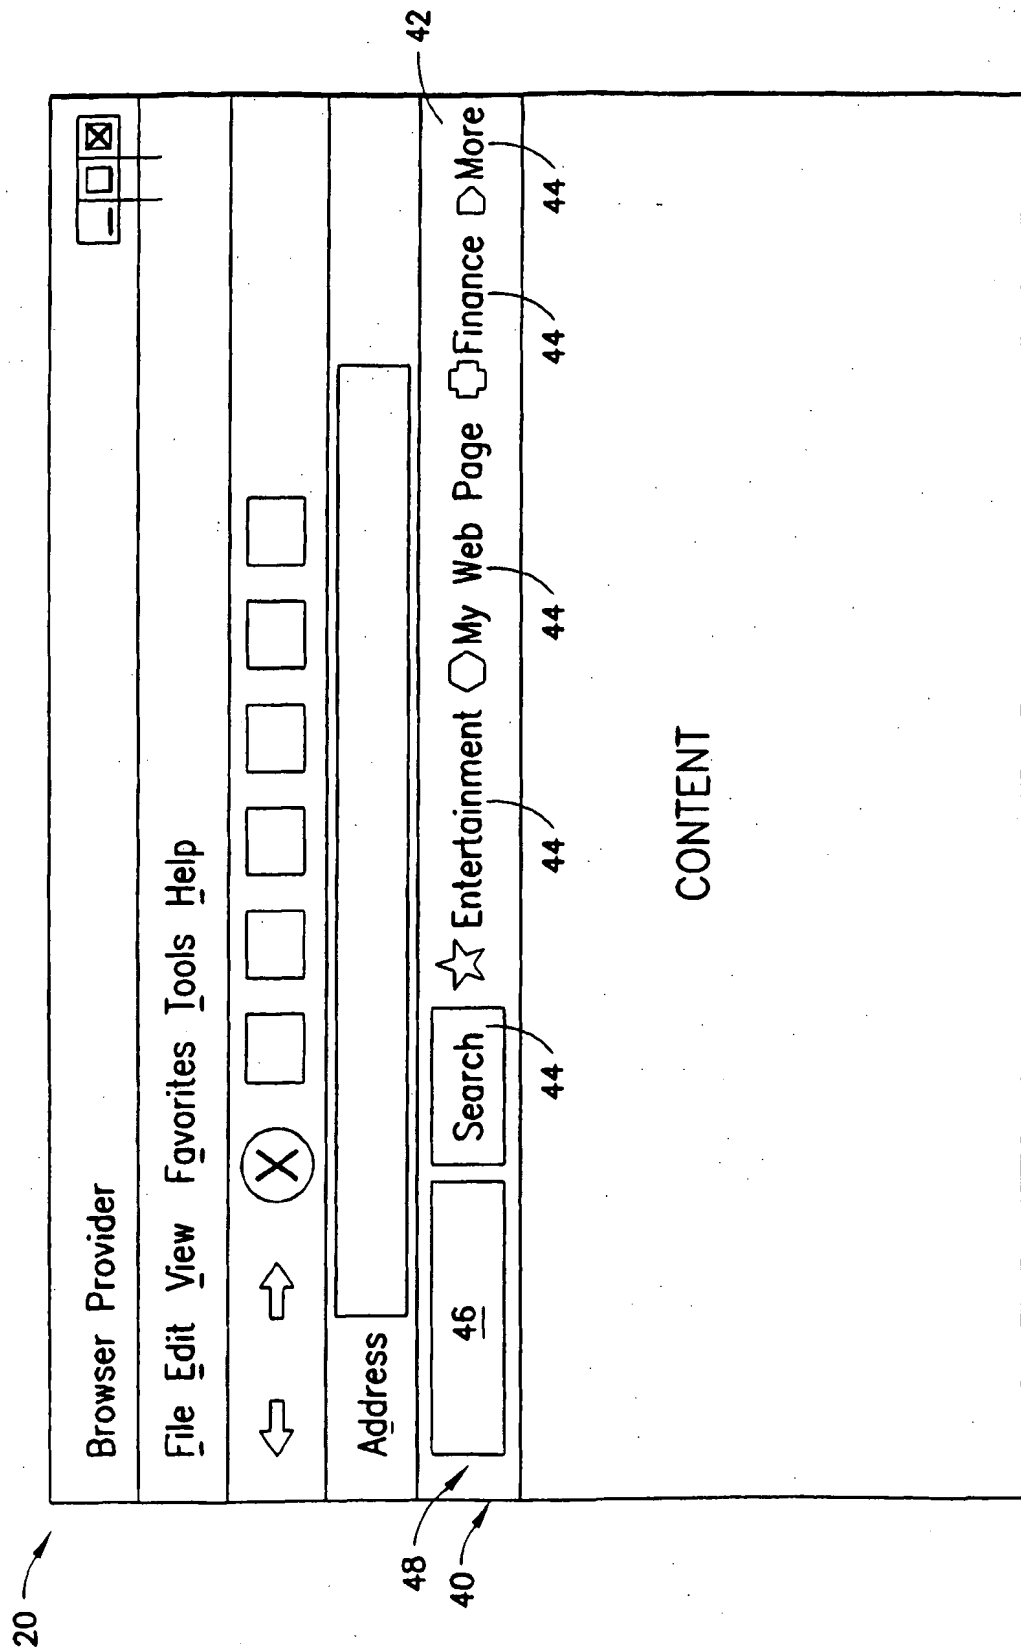 20
Browser Provider
File Edit View Favorites Tools Help
X
Address
42
46 Search Entertainment My Web Page Finance More
48
40
44 44 44 44 44
CONTENT